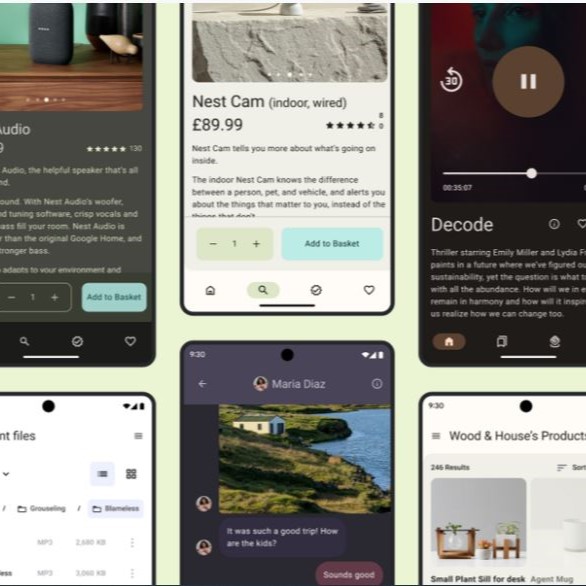 Audio
130
Audio, the helpful speaker that's all
With Nest Audio's woofer,
tuning software, crisp vocals and
bass fill your room. Nest Audio is
than the original Google Home, and
stronger bass.
adapts to your environment and
− 1 +
Add to Basket
Nest Cam (indoor, wired)
£89.99
8
0
Nest Cam tells you more about what's going on
inside.
The indoor Nest Cam knows the difference
between a person, pet, and vehicle, and alerts you
about the things that matter to you, instead of the
things that don't
− 1 +
Add to Basket
30
00:35:07
Decode
Thriller starring Emily Miller and Lydia
paints in a future where we've figured
sustainability, yet the question is what
with all the abundance. How will we
remain in harmony and how will it
us realize how we can change too.
files
/ Grouseling / Blameless
MP3 2,680 KB
MP3 3,060 KB
9:30
Maria Diaz
It was such a good trip! How
are the kids?
Sounds good
9:30
Wood & House's Products
246 Results
Sort
Small Plant Sill for desk
Agent Mug